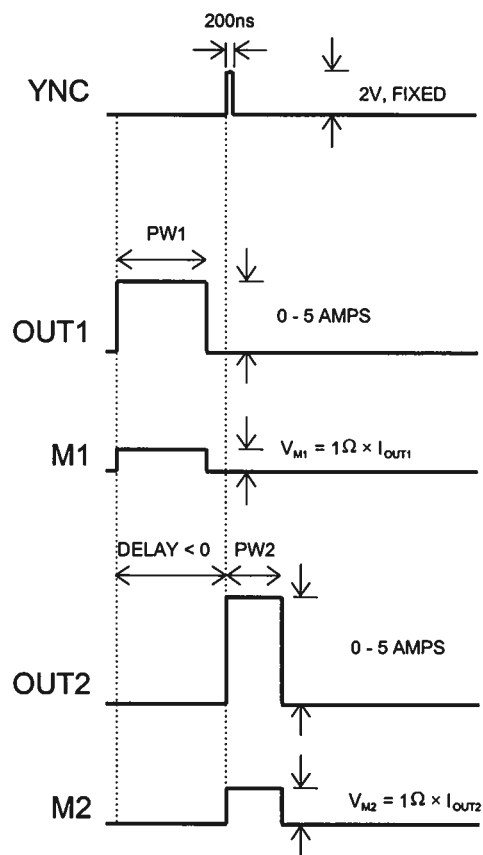 200ns
YNC
2V, FIXED
PW1
OUT1
0 - 5 AMPS
M1
V_M1 = 1Ω × I_OUT1
DELAY < 0
PW2
OUT2
0 - 5 AMPS
M2
V_M2 = 1Ω × I_OUT2